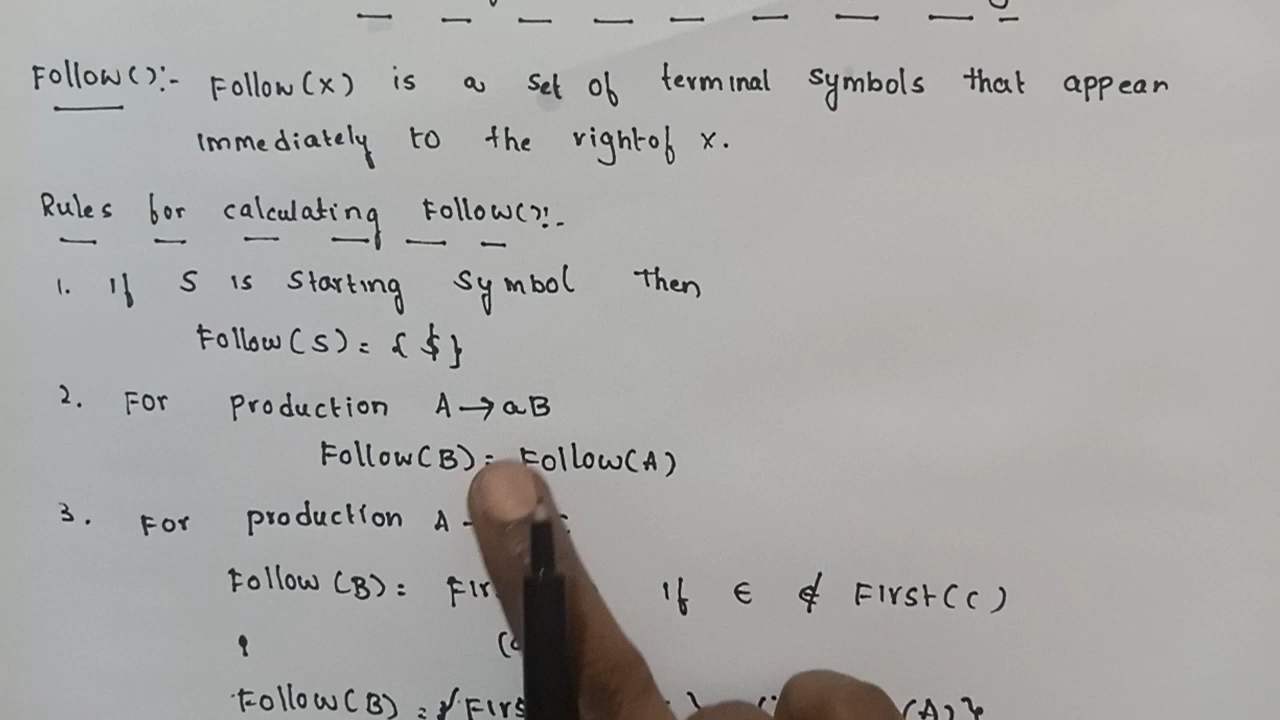 Follow():- Follow(x) is a set of terminal symbols that appear
immediately to the right of x.
Rules for calculating Follow():-
1. If S is starting symbol then
Follow(S) = { $ }
2. For production A → aB
Follow(B) = Follow(A)
3. For production A
Follow(B) = If ∈ ∉ First(C)
Follow(B) = (A)}